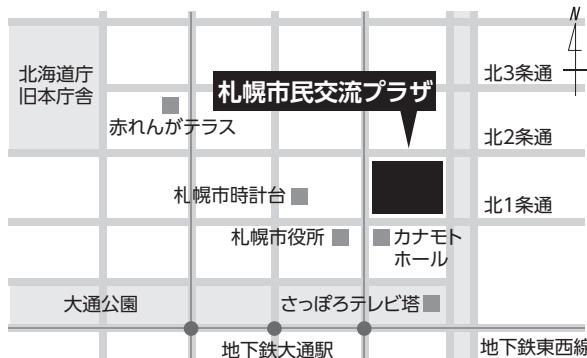 N
北海道庁
旧本庁舎
北3条通
札幌市民交流プラザ
赤れんがテラス
北2条通
札幌市時計台
北1条通
札幌市役所
カナモト
ホール
大通公園
さっぽろテレビ塔
地下鉄大通駅
地下鉄東西線